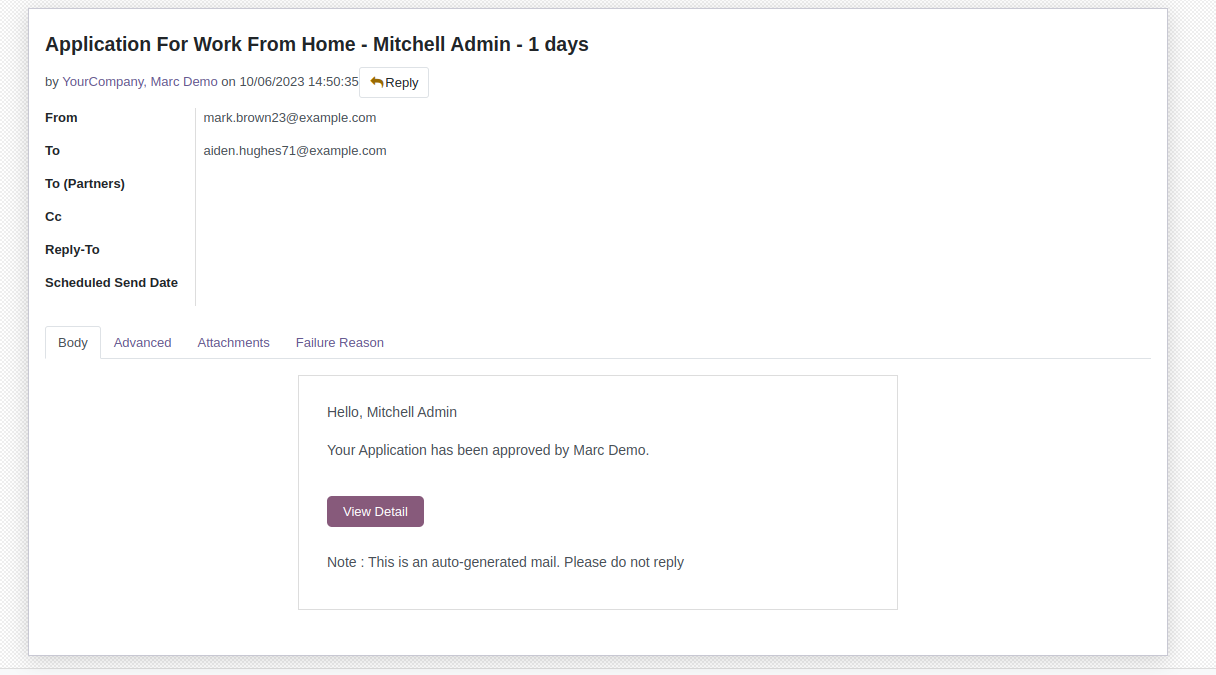 Application For Work From Home - Mitchell Admin - 1 days
by YourCompany, Marc Demo on 10/06/2023 14:50:35 Reply
From mark.brown23@example.com
To aiden.hughes71@example.com
To (Partners)
Cc
Reply-To
Scheduled Send Date
Body Advanced Attachments Failure Reason
Hello, Mitchell Admin
Your Application has been approved by Marc Demo.
View Detail
Note : This is an auto-generated mail. Please do not reply